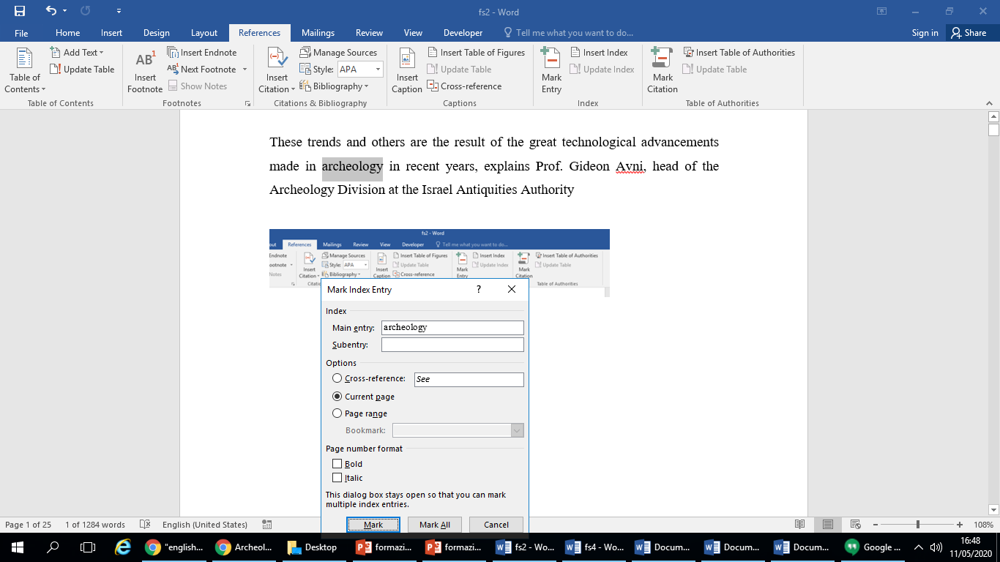 fs2 - Word
File Home Insert Design Layout References Mailings Review View Developer Tell me what you want to do... Sign in Share
Table of Contents
Add Text
Update Table
Table of Contents
AB1
Insert Footnote
Insert Endnote
Next Footnote
Show Notes
Footnotes
Insert Citation
Manage Sources
Style: APA
Bibliography
Citations & Bibliography
Insert Caption
Insert Table of Figures
Update Table
Cross-reference
Captions
Mark Entry
Insert Index
Update Index
Index
Mark Citation
Insert Table of Authorities
Update Table
Table of Authorities
These trends and others are the result of the great technological advancements
made in archeology in recent years, explains Prof. Gideon Avni, head of the
Archeology Division at the Israel Antiquities Authority
fs2 - Word
out References Mailings Review View Developer Tell me what you want to do...
Endnote
ootnote
Notes
Insert Citation
Manage Sources
Style: APA
Bibliography
Citatio
Insert Caption
Insert Table of Figures
Update Table
Cross-reference
Mark Entry
Insert Index
Update Index
Mark Citation
Insert Table of Authorities
Update Table
Table of Authorities
Mark Index Entry ?
Index
Main entry: archeology
Subentry:
Options
Cross-reference: See
Current page
Page range
Bookmark:
Page number format
Bold
Italic
This dialog box stays open so that you can mark
multiple index entries.
Mark Mark All Cancel
Page 1 of 25 1 of 1284 words English (United States) 108%
"english... Archeol... Desktop formazi... formazi... fs2 - Wo... fs4 - Wo... Docum... Docum... Docum... Google ... 16:48
11/05/2020